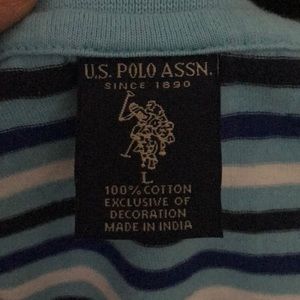 U.S. POLO ASSN.
SINCE 1890
L
100% COTTON
EXCLUSIVE OF
DECORATION
MADE IN INDIA